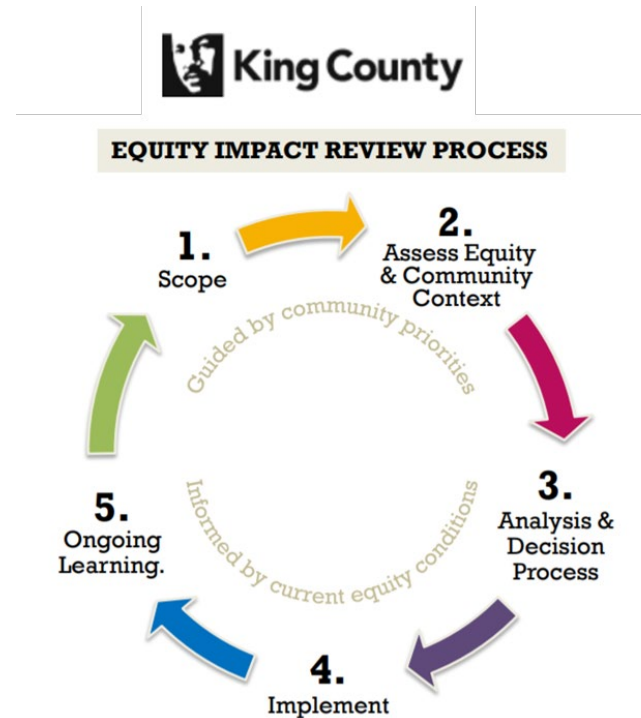 King County
EQUITY IMPACT REVIEW PROCESS
1.
Scope
2.
Assess Equity
& Community
Context
Guided by community priorities
3.
Analysis &
Decision
Process
Informed by current equity conditions
4.
Implement
5.
Ongoing
Learning.